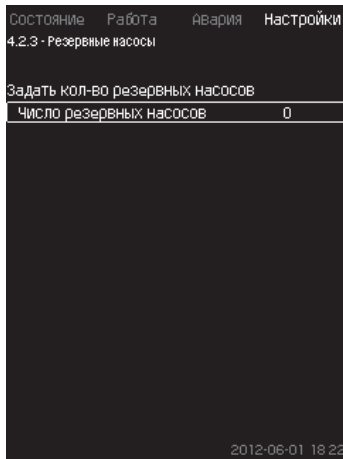 Состояние Работа Авария Настройки
4.2.3 - Резервные насосы
Задать кол-во резервных насосов
Число резервных насосов 0
2012-06-01 18:22